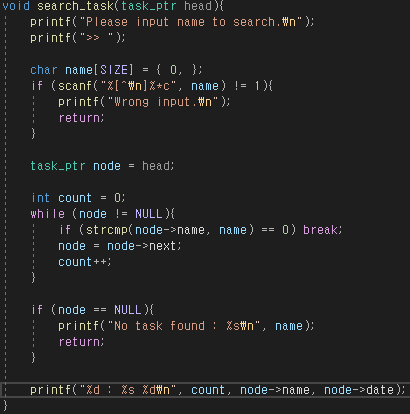 void search_task(task_ptr head){
    printf("Please input name to search.₩n");
    printf(">> ");

    char name[SIZE] = { 0, };
    if (scanf("%[^₩n]%*c", name) != 1){
        printf("Wrong input.₩n");
        return;
    }

    task_ptr node = head;

    int count = 0;
    while (node != NULL){
        if (strcmp(node->name, name) == 0) break;
        node = node->next;
        count++;
    }

    if (node == NULL){
        printf("No task found : %s₩n", name);
        return;
    }

    printf("%d : %s %d₩n", count, node->name, node->date);
}